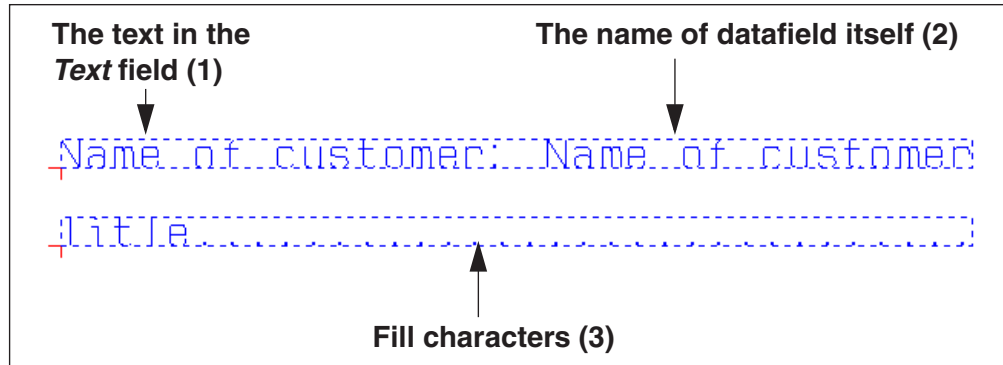 The text in the
Text field (1)
The name of datafield itself (2)
Name of customer: Name of customer
Title.................................
Fill characters (3)